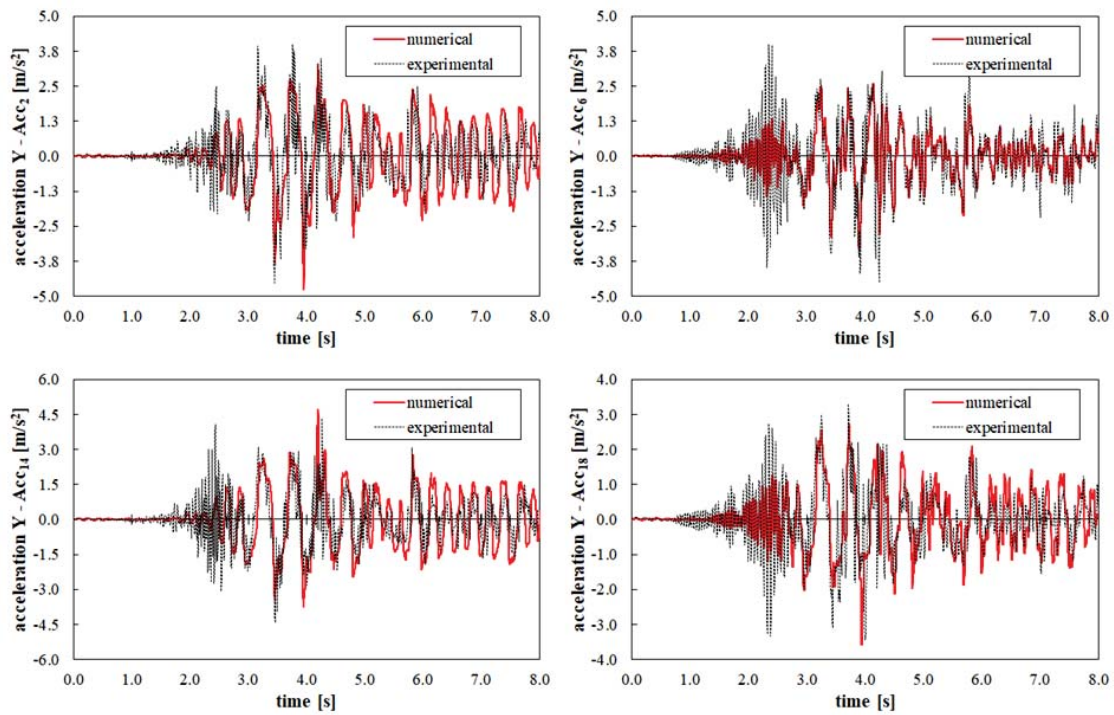 5.0
3.8
2.5
1.3
0.0
-1.3
-2.5
-3.8
-5.0
acceleration Y - Acc2 [m/s2]
numerical
experimental
0.0 1.0 2.0 3.0 4.0 5.0 6.0 7.0 8.0
time [s]
5.0
3.8
2.5
1.3
0.0
-1.3
-2.5
-3.8
-5.0
acceleration Y - Acc6 [m/s2]
numerical
experimental
0.0 1.0 2.0 3.0 4.0 5.0 6.0 7.0 8.0
time [s]
6.0
4.5
3.0
1.5
0.0
-1.5
-3.0
-4.5
-6.0
acceleration Y - Acc14 [m/s2]
numerical
experimental
0.0 1.0 2.0 3.0 4.0 5.0 6.0 7.0 8.0
time [s]
4.0
3.0
2.0
1.0
0.0
-1.0
-2.0
-3.0
-4.0
acceleration Y - Acc18 [m/s2]
numerical
experimental
0.0 1.0 2.0 3.0 4.0 5.0 6.0 7.0 8.0
time [s]